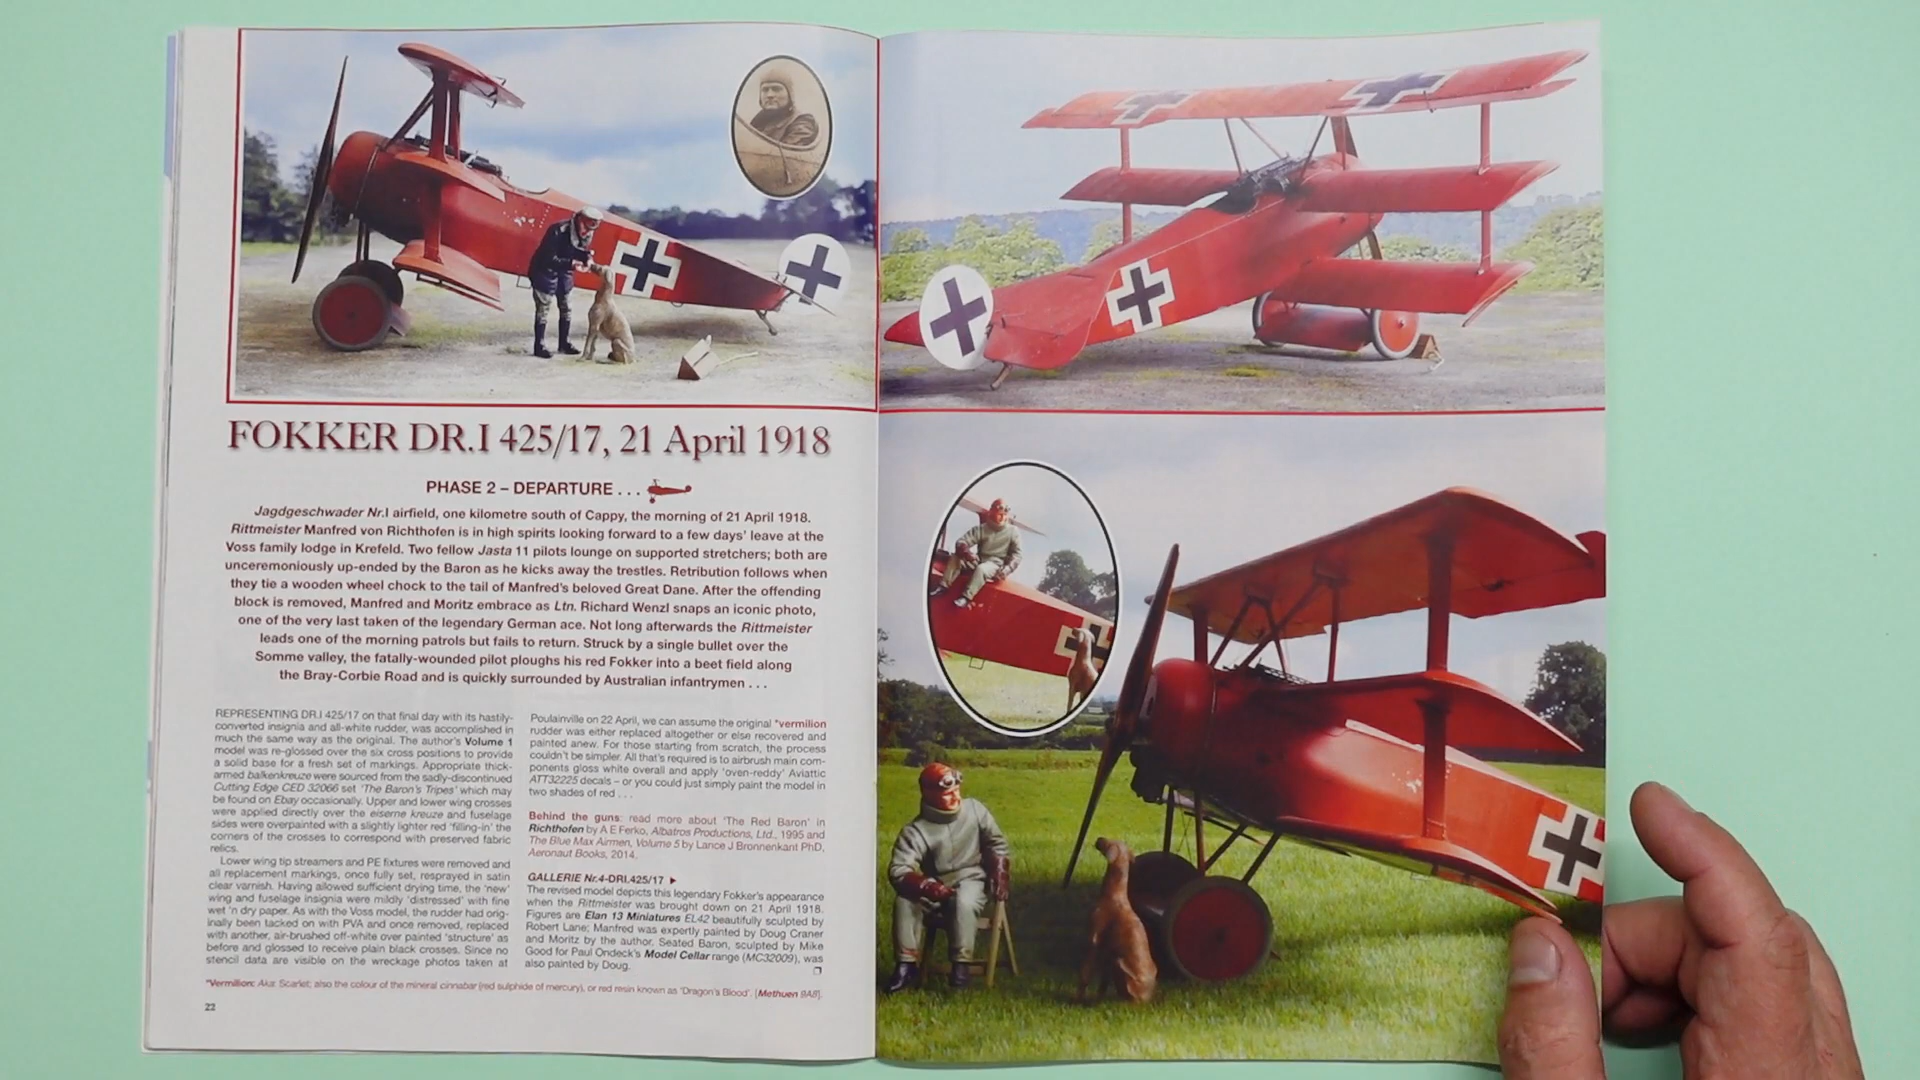 FOKKER DR.I 425/17, 21 April 1918
PHASE 2 – DEPARTURE . . .
Jagdgeschwader Nr.I airfield, one kilometre south of Cappy, the morning of 21 April 1918.
Rittmeister Manfred von Richthofen is in high spirits looking forward to a few days' leave at the
Voss family lodge in Krefeld. Two fellow Jasta 11 pilots lounge on supported stretchers; both are
unceremoniously up-ended by the Baron as he kicks away the trestles. Retribution follows when
they tie a wooden wheel chock to the tail of Manfred's beloved Great Dane. After the offending
block is removed, Manfred and Moritz embrace as Ltn. Richard Wenzl snaps an iconic photo,
one of the very last taken of the legendary German ace. Not long afterwards the Rittmeister
leads one of the morning patrols but fails to return. Struck by a single bullet over the
Somme valley, the fatally-wounded pilot ploughs his red Fokker into a beet field along
the Bray-Corbie Road and is quickly surrounded by Australian infantrymen . . .
REPRESENTING DR.I 425/17 on that final day with its hastily-
converted insignia and all-white rudder, was accomplished in
much the same way as the original. The author's Volume 1
model was re-glossed over the six cross positions to provide
a solid base for a fresh set of markings. Appropriate thick-
armed balkenkreuze were sourced from the sadly-discontinued
Cutting Edge CED 32066 set 'The Baron's Tripes' which may
be found on Ebay occasionally. Upper and lower wing crosses
were applied directly over the eiserne kreuze and fuselage
sides were overpainted with a slightly lighter red 'filling-in' the
corners of the crosses to correspond with preserved fabric
relics.
Lower wing tip streamers and PE fixtures were removed and
all replacement markings, once fully set, resprayed in satin
clear varnish. Having allowed sufficient drying time, the 'new'
wing and fuselage insignia were mildly 'distressed' with fine
wet 'n dry paper. As with the Voss model, the rudder had orig-
inally been tacked on with PVA and once removed, replaced
with another, air-brushed off-white over painted 'structure' as
before and glossed to receive plain black crosses. Since no
stencil data are visible on the wreckage photos taken at
Poulainville on 22 April, we can assume the original *vermilion
rudder was either replaced altogether or else recovered and
painted anew. For those starting from scratch, the process
couldn't be simpler. All that's required is to airbrush main com-
ponents gloss white overall and apply 'oven-reddy' Aviattic
ATT32225 decals – or you could just simply paint the model in
two shades of red . . .
Behind the guns: read more about 'The Red Baron' in
Richthofen by A E Ferko, Albatros Productions, Ltd., 1995 and
The Blue Max Airmen, Volume 5 by Lance J Bronnenkant PhD,
Aeronaut Books, 2014.
GALLERIE Nr.4-DRI.425/17 ►
The revised model depicts this legendary Fokker's appearance
when the Rittmeister was brought down on 21 April 1918.
Figures are Elan 13 Miniatures EL42 beautifully sculpted by
Robert Lane; Manfred was expertly painted by Doug Craner
and Moritz by the author. Seated Baron, sculpted by Mike
Good for Paul Ondeck's Model Cellar range (MC32009), was
also painted by Doug.
*Vermilion: Aka: Scarlet; also the colour of the mineral cinnabar (red sulphide of mercury), or red resin known as 'Dragon's Blood'. [Methuen 9A8].
22